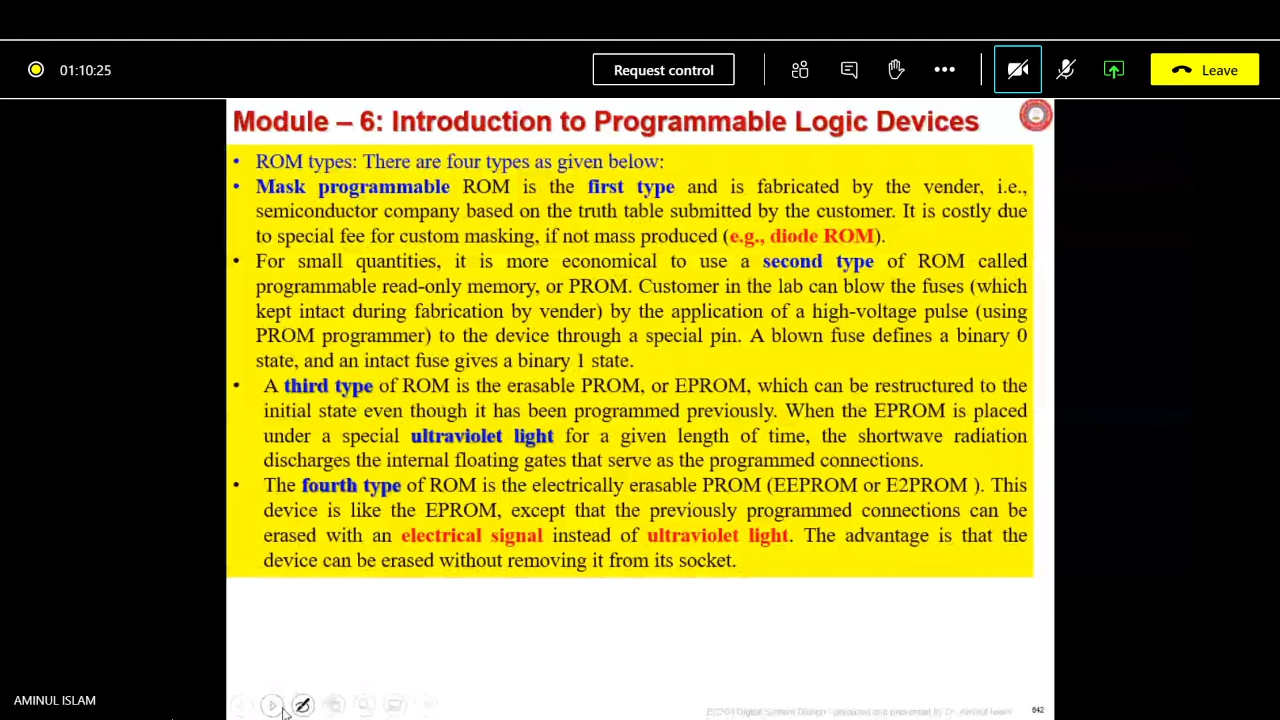 01:10:25
Request control
Leave
Module – 6: Introduction to Programmable Logic Devices
• ROM types: There are four types as given below:
• Mask programmable ROM is the first type and is fabricated by the vender, i.e.,
semiconductor company based on the truth table submitted by the customer. It is costly due
to special fee for custom masking, if not mass produced (e.g., diode ROM).
• For small quantities, it is more economical to use a second type of ROM called
programmable read-only memory, or PROM. Customer in the lab can blow the fuses (which
kept intact during fabrication by vender) by the application of a high-voltage pulse (using
PROM programmer) to the device through a special pin. A blown fuse defines a binary 0
state, and an intact fuse gives a binary 1 state.
• A third type of ROM is the erasable PROM, or EPROM, which can be restructured to the
initial state even though it has been programmed previously. When the EPROM is placed
under a special ultraviolet light for a given length of time, the shortwave radiation
discharges the internal floating gates that serve as the programmed connections.
• The fourth type of ROM is the electrically erasable PROM (EEPROM or E2PROM ). This
device is like the EPROM, except that the previously programmed connections can be
erased with an electrical signal instead of ultraviolet light. The advantage is that the
device can be erased without removing it from its socket.
AMINUL ISLAM
Digital System Design - prepared and presented by Dr. Aminul Islam
642